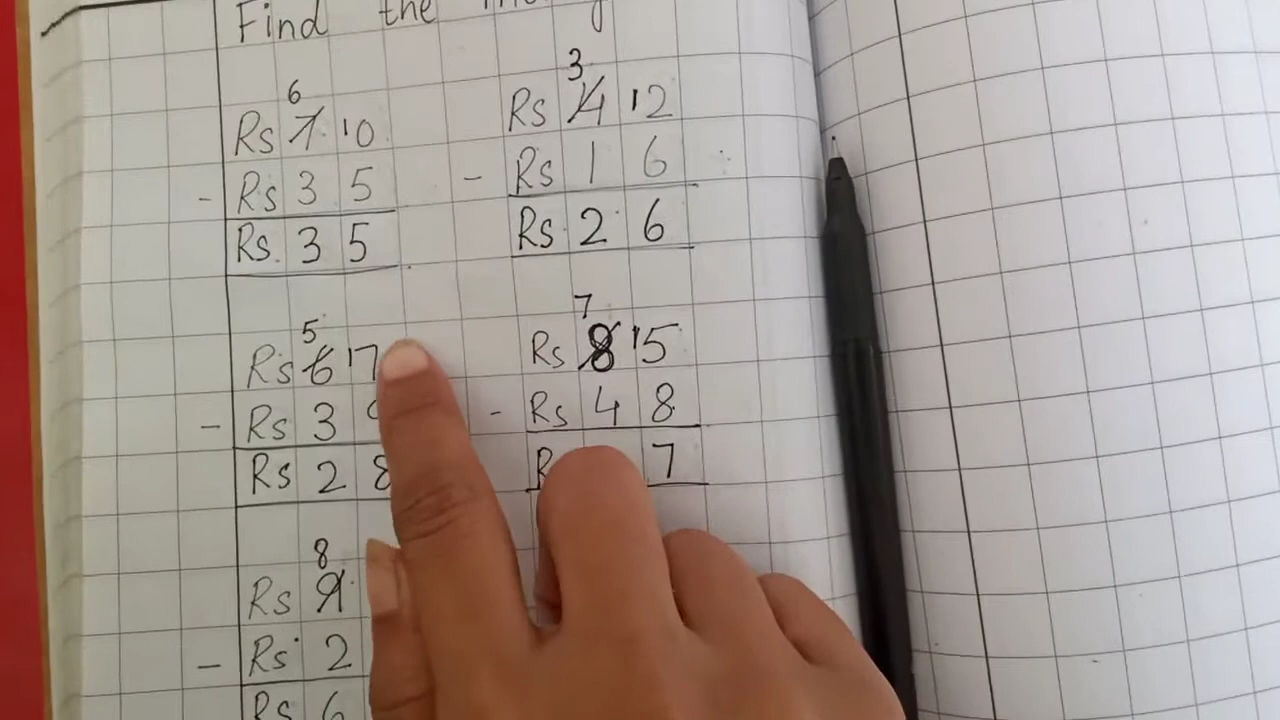 Find the
6
Rs 7 10
- Rs 3 5
Rs. 3 5
3
Rs 4 12
- Rs 1 6
Rs. 2 6
5
Rs 6 17
- Rs 3
Rs 2 8
7
Rs 8 15
- Rs 4 8
7
8
Rs 9
- Rs 2
Rs 6